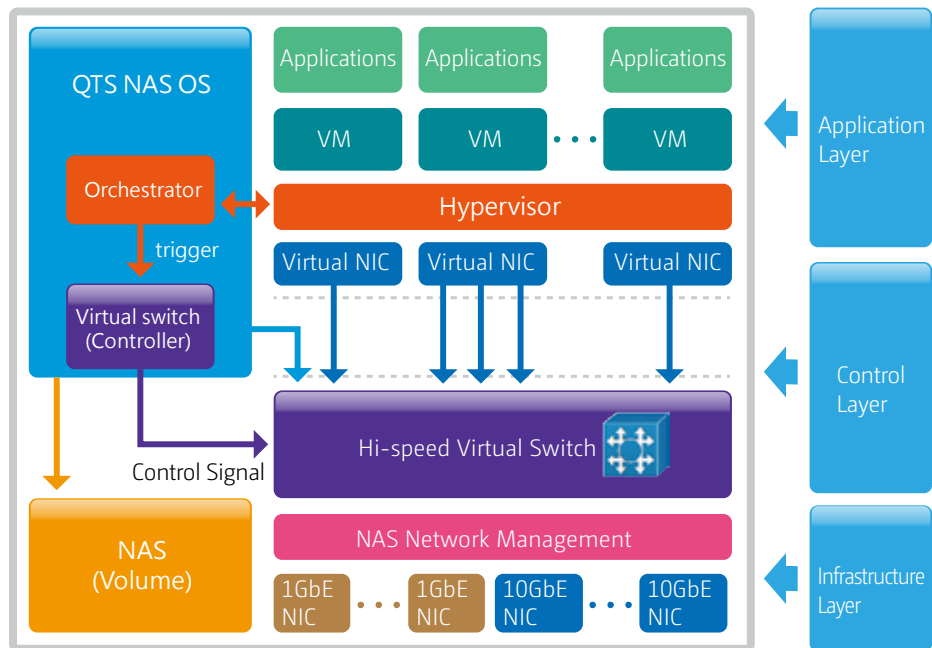 QTS NAS OS
Orchestrator
trigger
Virtual switch
(Controller)
Control Signal
NAS
(Volume)
Applications
Applications
Applications
VM
VM
VM
Hypervisor
Virtual NIC
Virtual NIC
Virtual NIC
Hi-speed Virtual Switch
NAS Network Management
1GbE
NIC
1GbE
NIC
10GbE
NIC
10GbE
NIC
Application
Layer
Control
Layer
Infrastructure
Layer